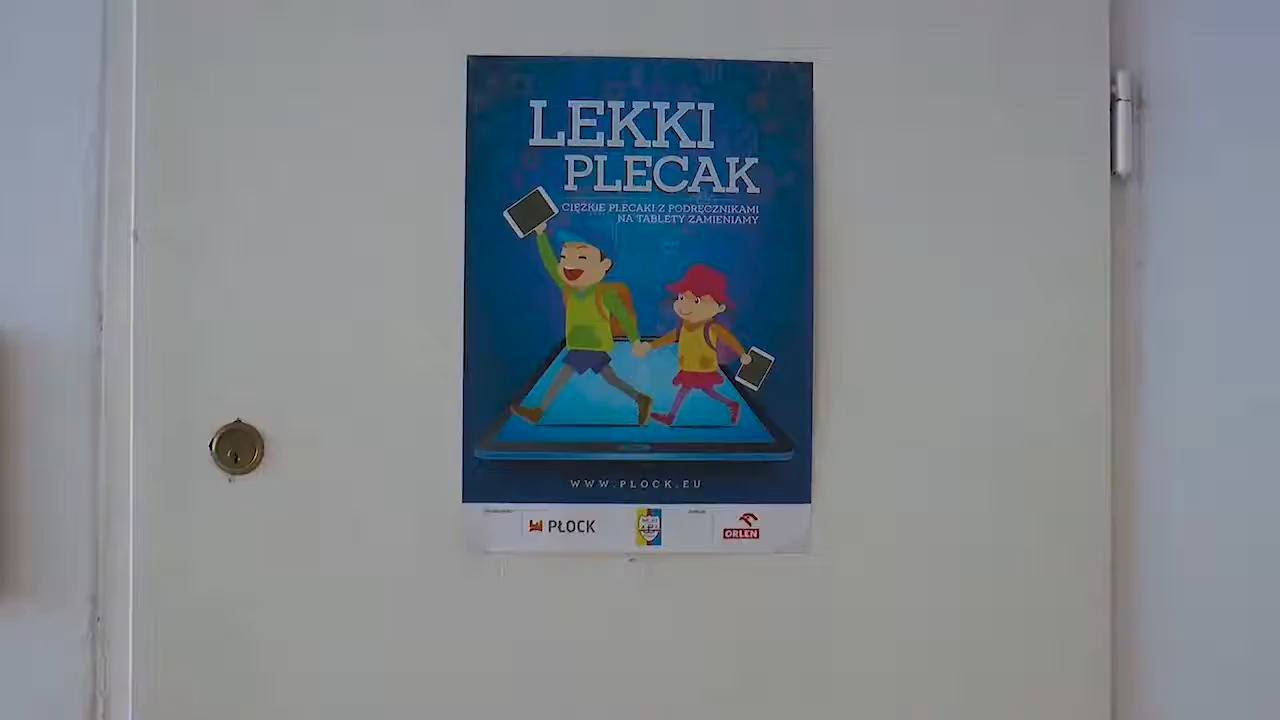 LEKKI
PLECAK
CIĘŻKIE PLECAKI Z PODRĘCZNIKAMI
NA TABLETY ZAMIENIAMY
WWW.PLOCK.EU
PŁOCK
ORLEN